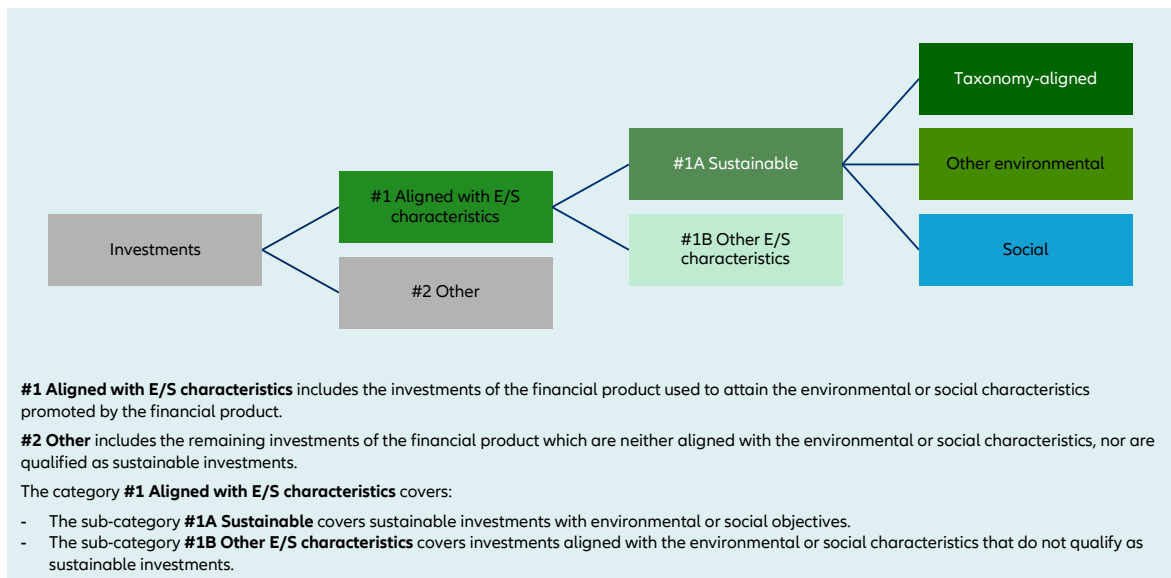 Taxonomy-aligned
#1A Sustainable
Other environmental
#1 Aligned with E/S
characteristics
#1B Other E/S
characteristics
Investments
Social
#2 Other
#1 Aligned with E/S characteristics includes the investments of the financial product used to attain the environmental or social characteristics
promoted by the financial product.
#2 Other includes the remaining investments of the financial product which are neither aligned with the environmental or social characteristics, nor are
qualified as sustainable investments.
The category #1 Aligned with E/S characteristics covers:
- The sub-category #1A Sustainable covers sustainable investments with environmental or social objectives.
- The sub-category #1B Other E/S characteristics covers investments aligned with the environmental or social characteristics that do not qualify as
sustainable investments.